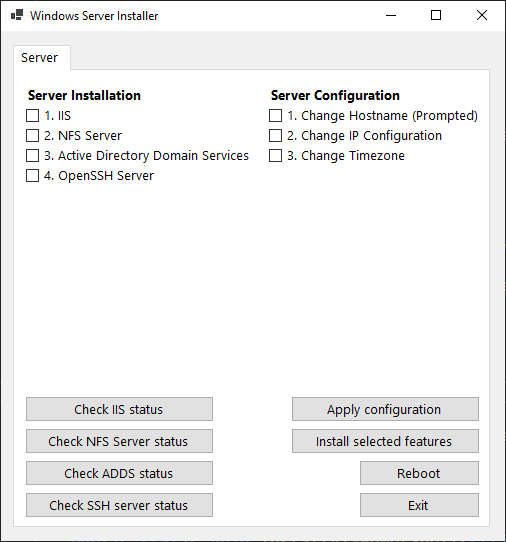 Windows Server Installer
Server
Server Installation
1. IIS
2. NFS Server
3. Active Directory Domain Services
4. OpenSSH Server
Server Configuration
1. Change Hostname (Prompted)
2. Change IP Configuration
3. Change Timezone
Check IIS status
Check NFS Server status
Check ADDS status
Check SSH server status
Apply configuration
Install selected features
Reboot
Exit